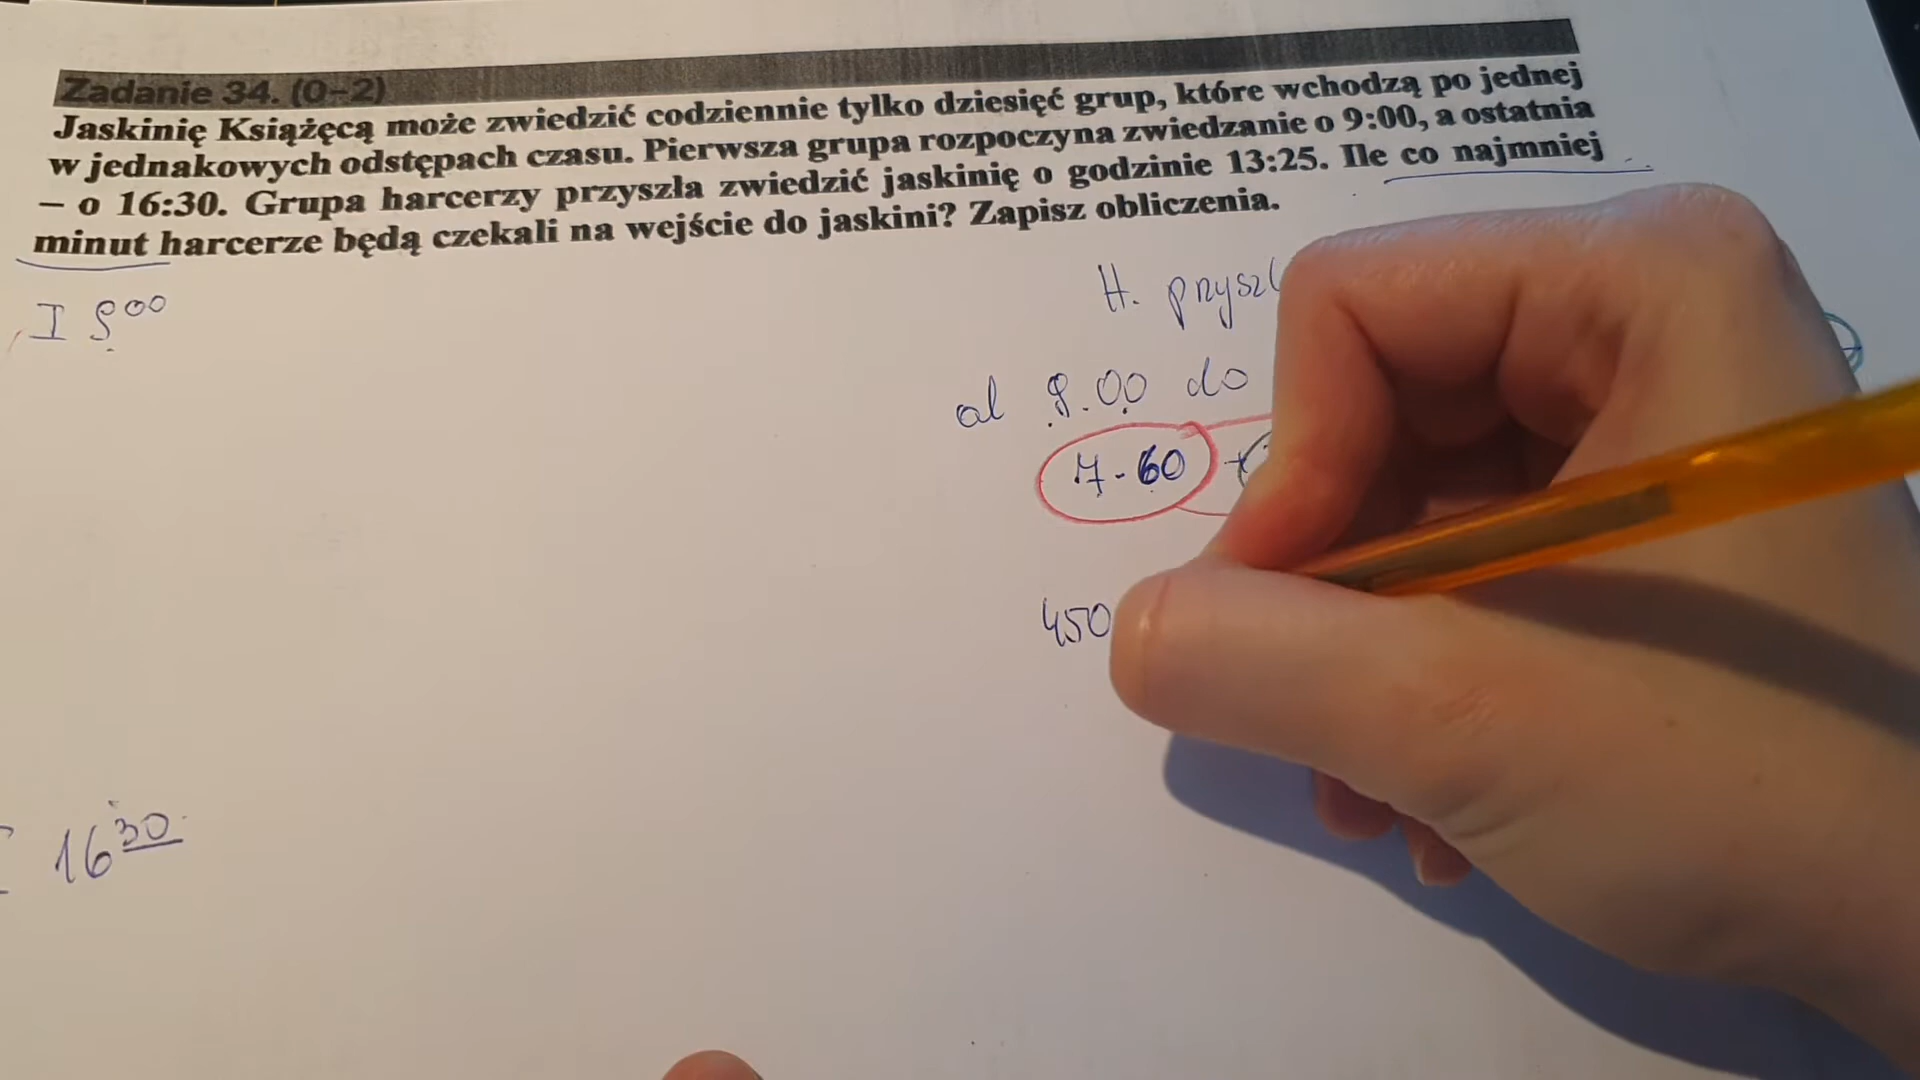 Zadanie 34. (0–2)
Jaskinię Książęcą może zwiedzić codziennie tylko dziesięć grup, które wchodzą po jednej
w jednakowych odstępach czasu. Pierwsza grupa rozpoczyna zwiedzanie o 9:00, a ostatnia
– o 16:30. Grupa harcerzy przyszła zwiedzić jaskinię o godzinie 13:25. Ile co najmniej
minut harcerze będą czekali na wejście do jaskini? Zapisz obliczenia.
I 9⁰⁰
H.
od 9.00 do
7·60 +
450
16³⁰